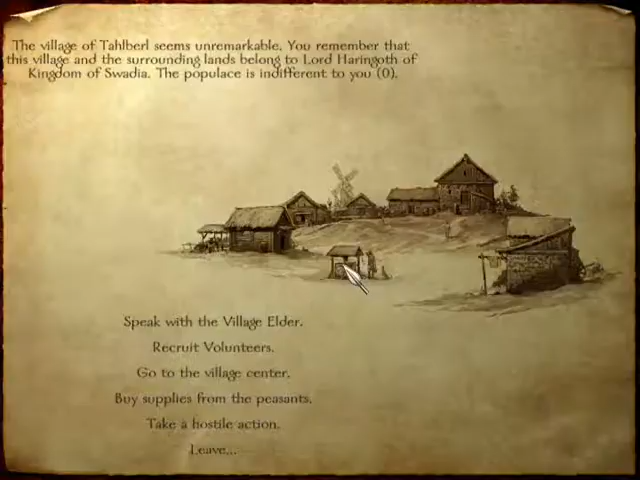 The village of Tahlberl seems unremarkable. You remember that
this village and the surrounding lands belong to Lord Haringoth of
Kingdom of Swadia. The populace is indifferent to you (0).
Speak with the Village Elder.
Recruit Volunteers.
Go to the village center.
Buy supplies from the peasants.
Take a hostile action.
Leave...